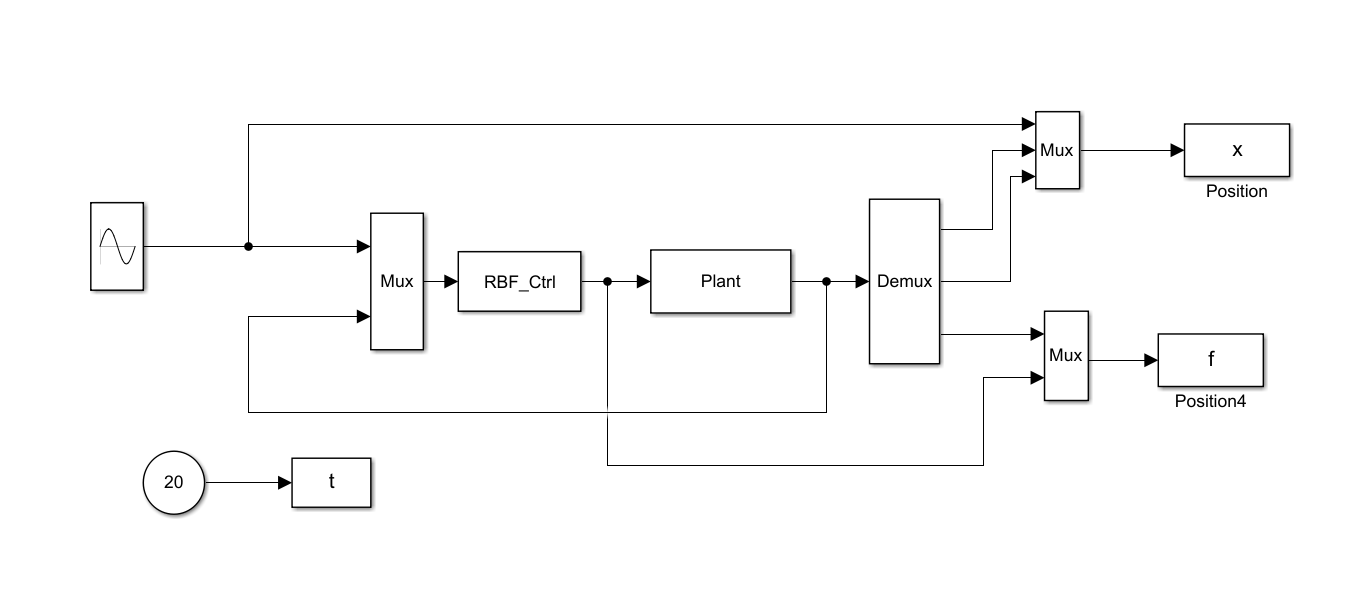 Mux
x
Position
Mux
RBF_Ctrl
Plant
Demux
Mux
f
Position4
20
t